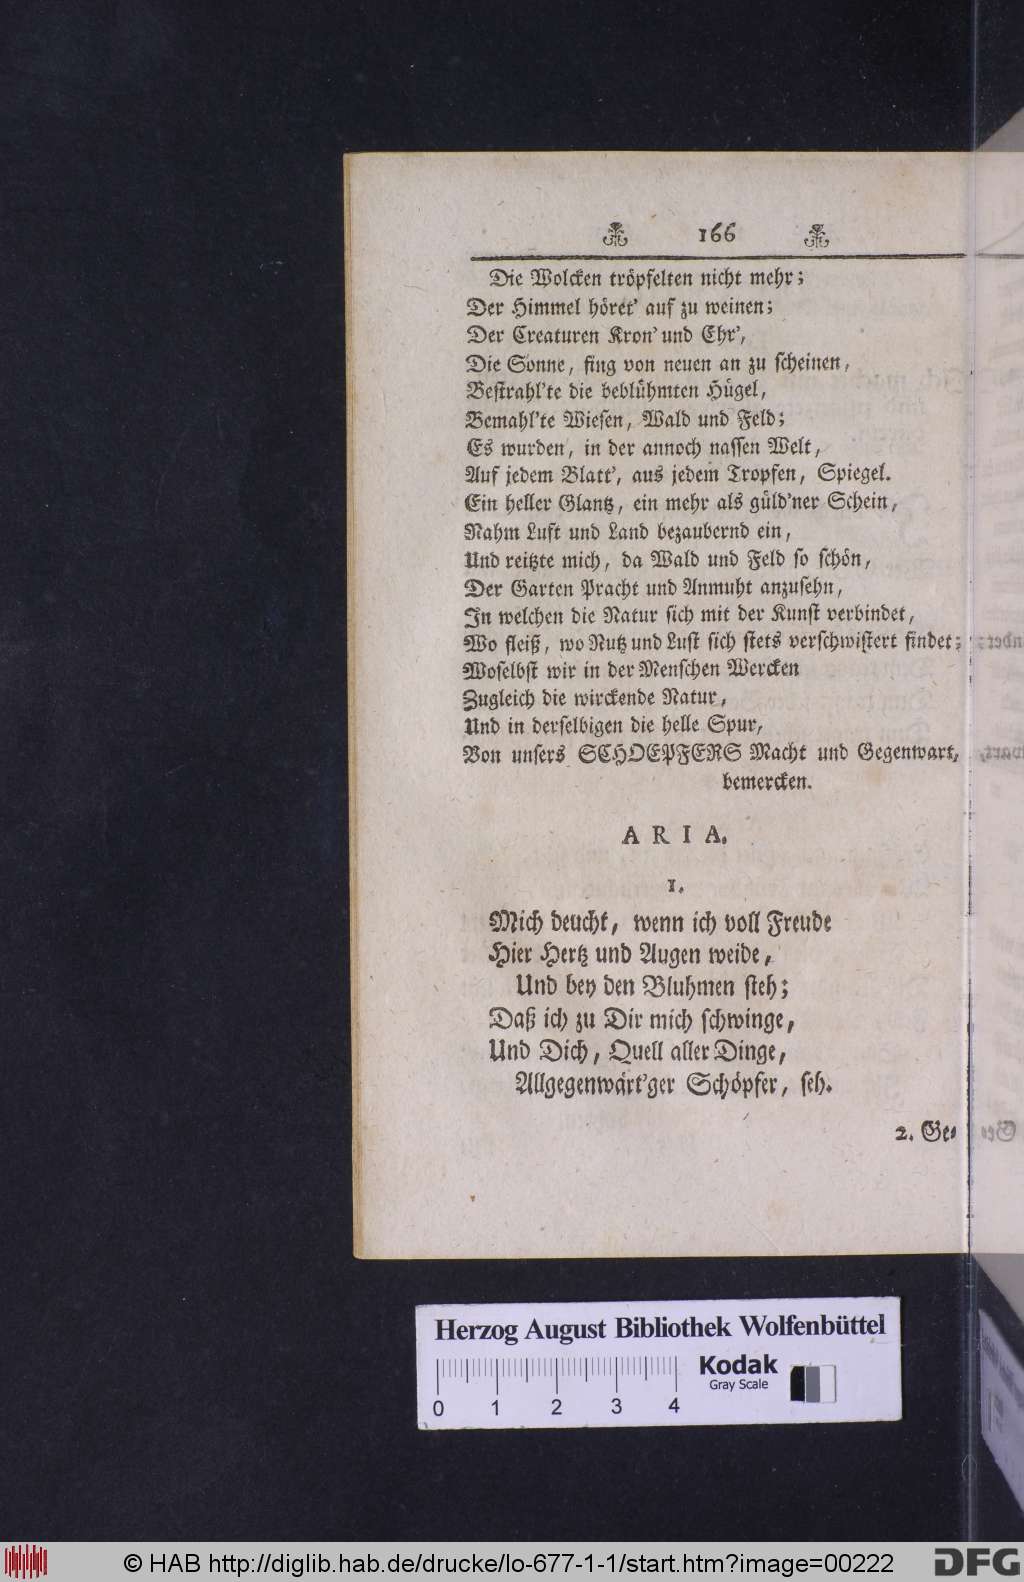 166
Die Wolcken tröpfelten nicht mehr;
Der Himmel höret' auf zu weinen;
Der Creaturen Kron' und Ehr',
Die Sonne, fing von neuen an zu scheinen,
Bestrahl'te die beblühmten Hügel,
Bemahl'te Wiesen, Wald und Feld;
Es wurden, in der annoch nassen Welt,
Auf jedem Blatt', aus jedem Tropfen, Spiegel.
Ein heller Glantz, ein mehr als güld'ner Schein,
Nahm Luft und Land bezaubernd ein,
Und reitzte mich, da Wald und Feld so schön,
Der Garten Pracht und Anmuht anzusehn,
In welchen die Natur sich mit der Kunst verbindet,
Wo fleiß, wo Nutz und Lust sich stets verschwistert findet;
Woselbst wir in der Menschen Wercken
Zugleich die wirckende Natur,
Und in derselbigen die helle Spur,
Von unsers SCHOEPFERS Macht und Gegenwart,
bemercken.
ARIA.
1.
Mich deucht, wenn ich voll Freude
Hier Hertz und Augen weide,
Und bey den Bluhmen steh;
Daß ich zu Dir mich schwinge,
Und Dich, Quell aller Dinge,
Allgegenwärt'ger Schöpfer, seh.
2. Ge-
Herzog August Bibliothek Wolfenbüttel
Kodak
Gray Scale
0 1 2 3 4
© HAB http://diglib.hab.de/drucke/lo-677-1-1/start.htm?image=00222
DFG